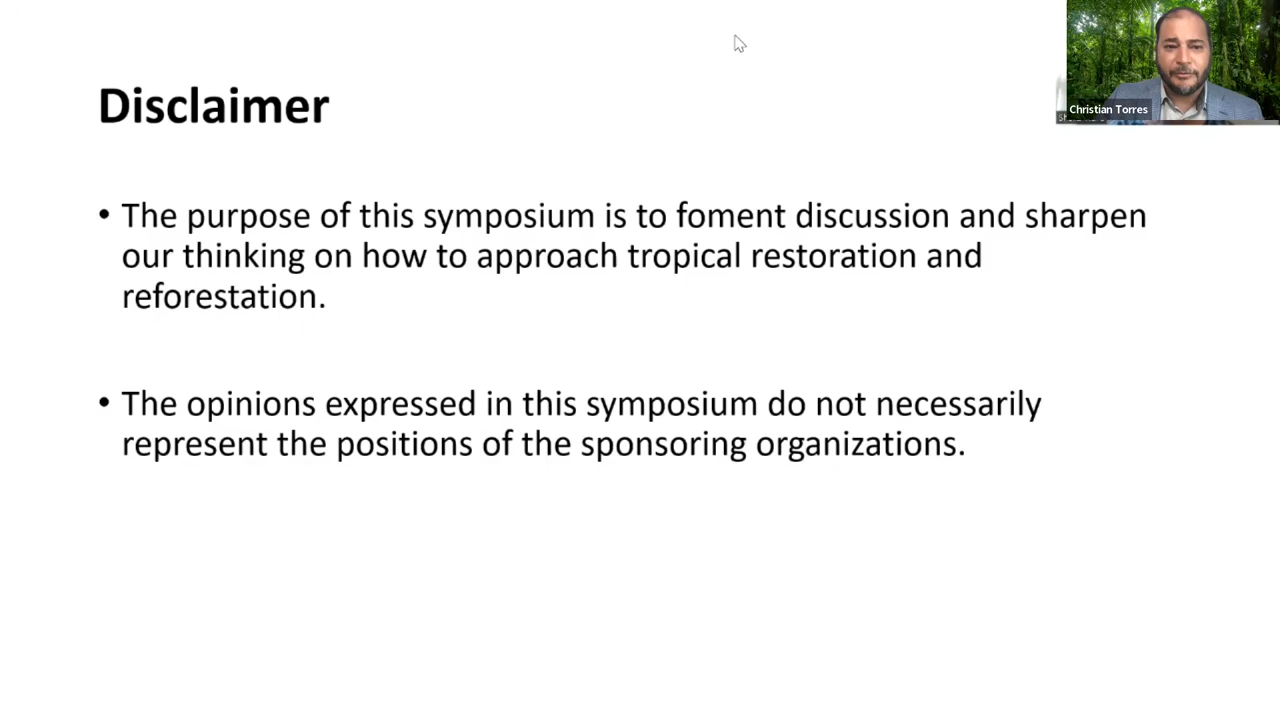 Disclaimer
• The purpose of this symposium is to foment discussion and sharpen
our thinking on how to approach tropical restoration and
reforestation.
• The opinions expressed in this symposium do not necessarily
represent the positions of the sponsoring organizations.
Christian Torres